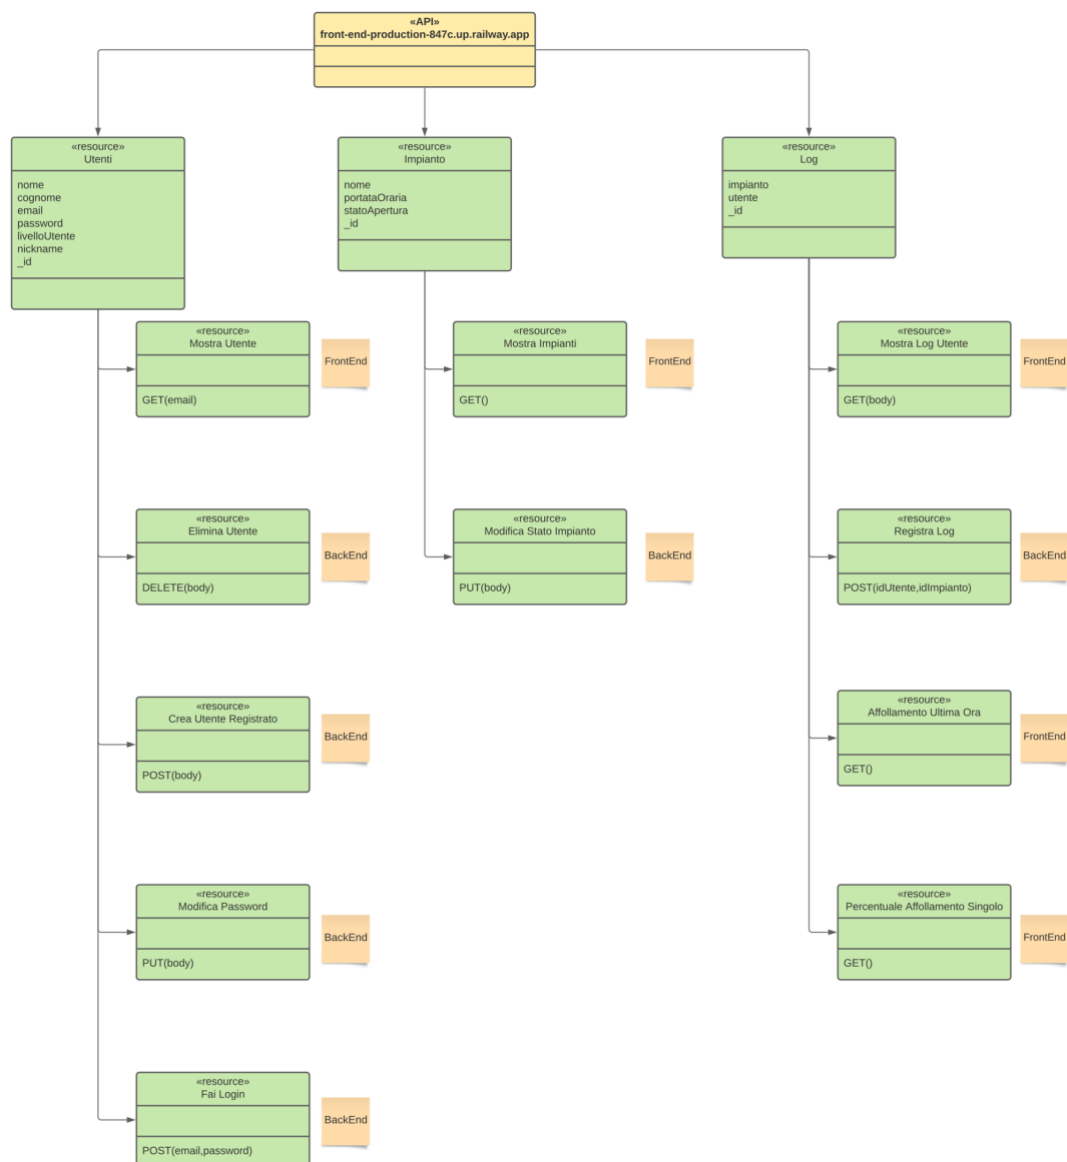 «API»
front-end-production-847c.up.railway.app
«resource»
Utenti
nome
cognome
email
password
livelloUtente
nickname
_id
«resource»
Impianto
nome
portataOraria
statoApertura
_id
«resource»
Log
impianto
utente
_id
«resource»
Mostra Utente
GET(email)
FrontEnd
«resource»
Mostra Impianti
GET()
FrontEnd
«resource»
Mostra Log Utente
GET(body)
FrontEnd
«resource»
Elimina Utente
DELETE(body)
BackEnd
«resource»
Modifica Stato Impianto
PUT(body)
BackEnd
«resource»
Registra Log
POST(idUtente,idImpianto)
BackEnd
«resource»
Crea Utente Registrato
POST(body)
BackEnd
«resource»
Affollamento Ultima Ora
GET()
FrontEnd
«resource»
Modifica Password
PUT(body)
BackEnd
«resource»
Percentuale Affollamento Singolo
GET()
FrontEnd
«resource»
Fai Login
POST(email,password)
BackEnd